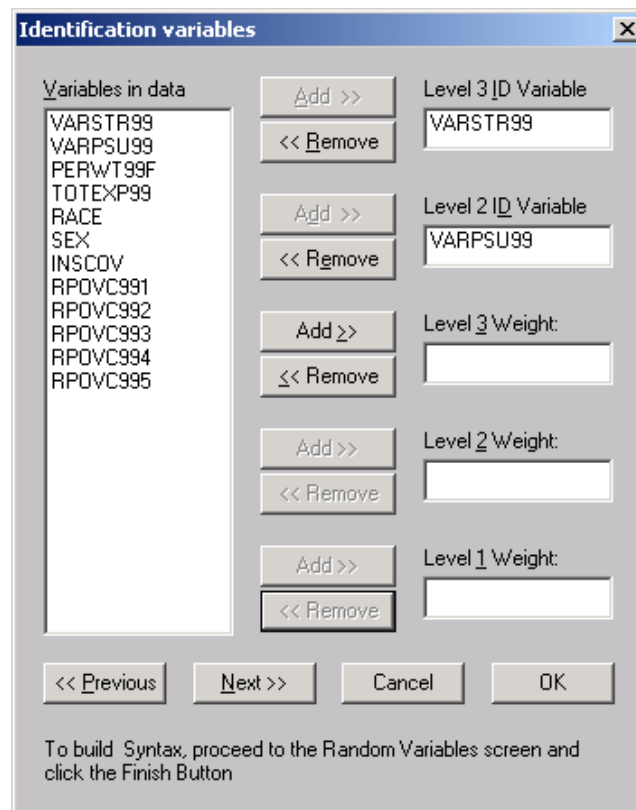 Identification variables
Variables in data
VARSTR99
VARPSU99
PERWT99F
TOTEXP99
RACE
SEX
INSCOV
RPOVC991
RPOVC992
RPOVC993
RPOVC994
RPOVC995
Add >>
<< Remove
Level 3 ID Variable
VARSTR99
Add >>
<< Remove
Level 2 ID Variable
VARPSU99
Add >>
<< Remove
Level 3 Weight:
Add >>
<< Remove
Level 2 Weight:
Add >>
<< Remove
Level 1 Weight:
<< Previous
Next >>
Cancel
OK
To build Syntax, proceed to the Random Variables screen and
click the Finish Button